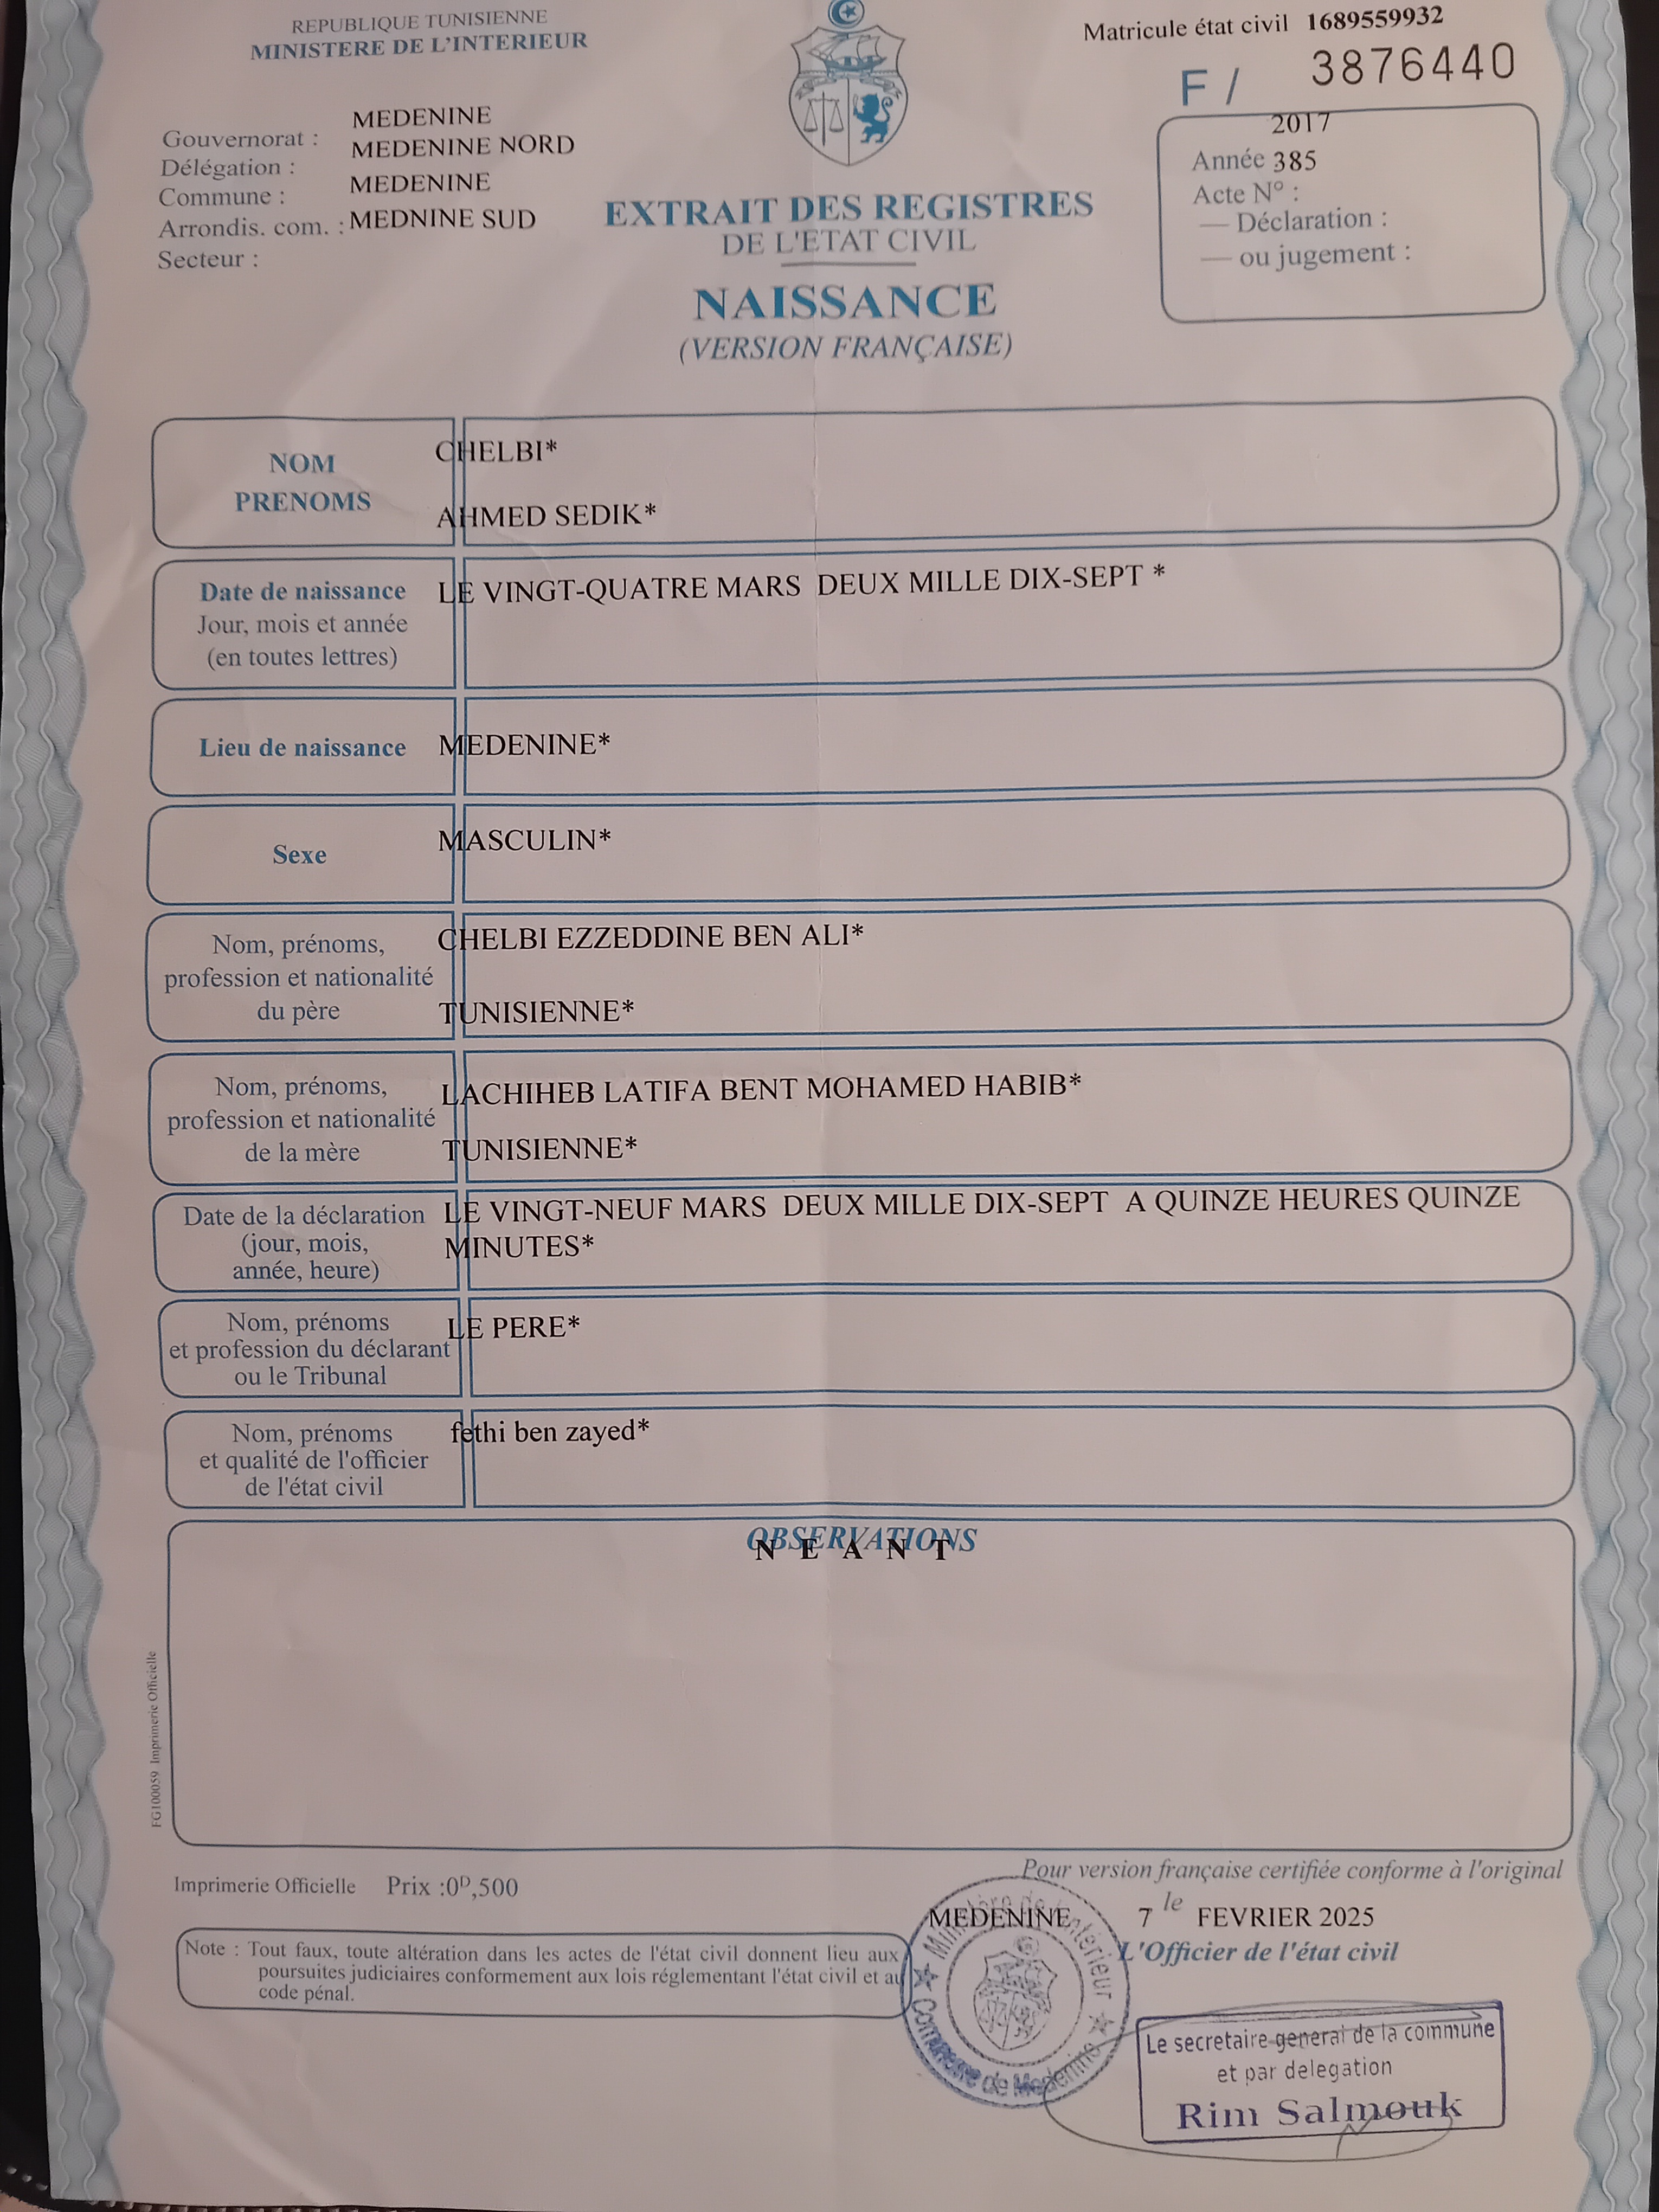 REPUBLIQUE TUNISIENNE
MINISTERE DE L'INTERIEUR
Matricule état civil 1689559932
F / 3876440
Gouvernorat : MEDENINE
Délégation : MEDENINE NORD
Commune : MEDENINE
Arrondis. com. : MEDNINE SUD
Secteur :
2017
Année 385
Acte N° :
— Déclaration :
— ou jugement :
EXTRAIT DES REGISTRES
DE L'ETAT CIVIL
NAISSANCE
(VERSION FRANÇAISE)
NOM CHELBI*
PRENOMS AHMED SEDIK*
Date de naissance LE VINGT-QUATRE MARS DEUX MILLE DIX-SEPT *
Jour, mois et année
(en toutes lettres)
Lieu de naissance MEDENINE*
Sexe MASCULIN*
Nom, prénoms, CHELBI EZZEDDINE BEN ALI*
profession et nationalité
du père TUNISIENNE*
Nom, prénoms, LACHIHEB LATIFA BENT MOHAMED HABIB*
profession et nationalité
de la mère TUNISIENNE*
Date de la déclaration LE VINGT-NEUF MARS DEUX MILLE DIX-SEPT A QUINZE HEURES QUINZE
(jour, mois, MINUTES*
année, heure)
Nom, prénoms LE PERE*
et profession du déclarant
ou le Tribunal
Nom, prénoms fethi ben zayed*
et qualité de l'officier
de l'état civil
OBSERVATIONS
N E A N T
FG100059 Imprimerie Officielle
Imprimerie Officielle Prix :0ᴰ,500
Pour version française certifiée conforme à l'original
MEDENINE 7 le FEVRIER 2025
L'Officier de l'état civil
Note : Tout faux, toute altération dans les actes de l'état civil donnent lieu aux
poursuites judiciaires conformement aux lois réglementant l'état civil et au
code pénal.
Ministère de l'Interieur
Commune de Medenine
Le secretaire general de la commune
et par delegation
Rim Salmouk